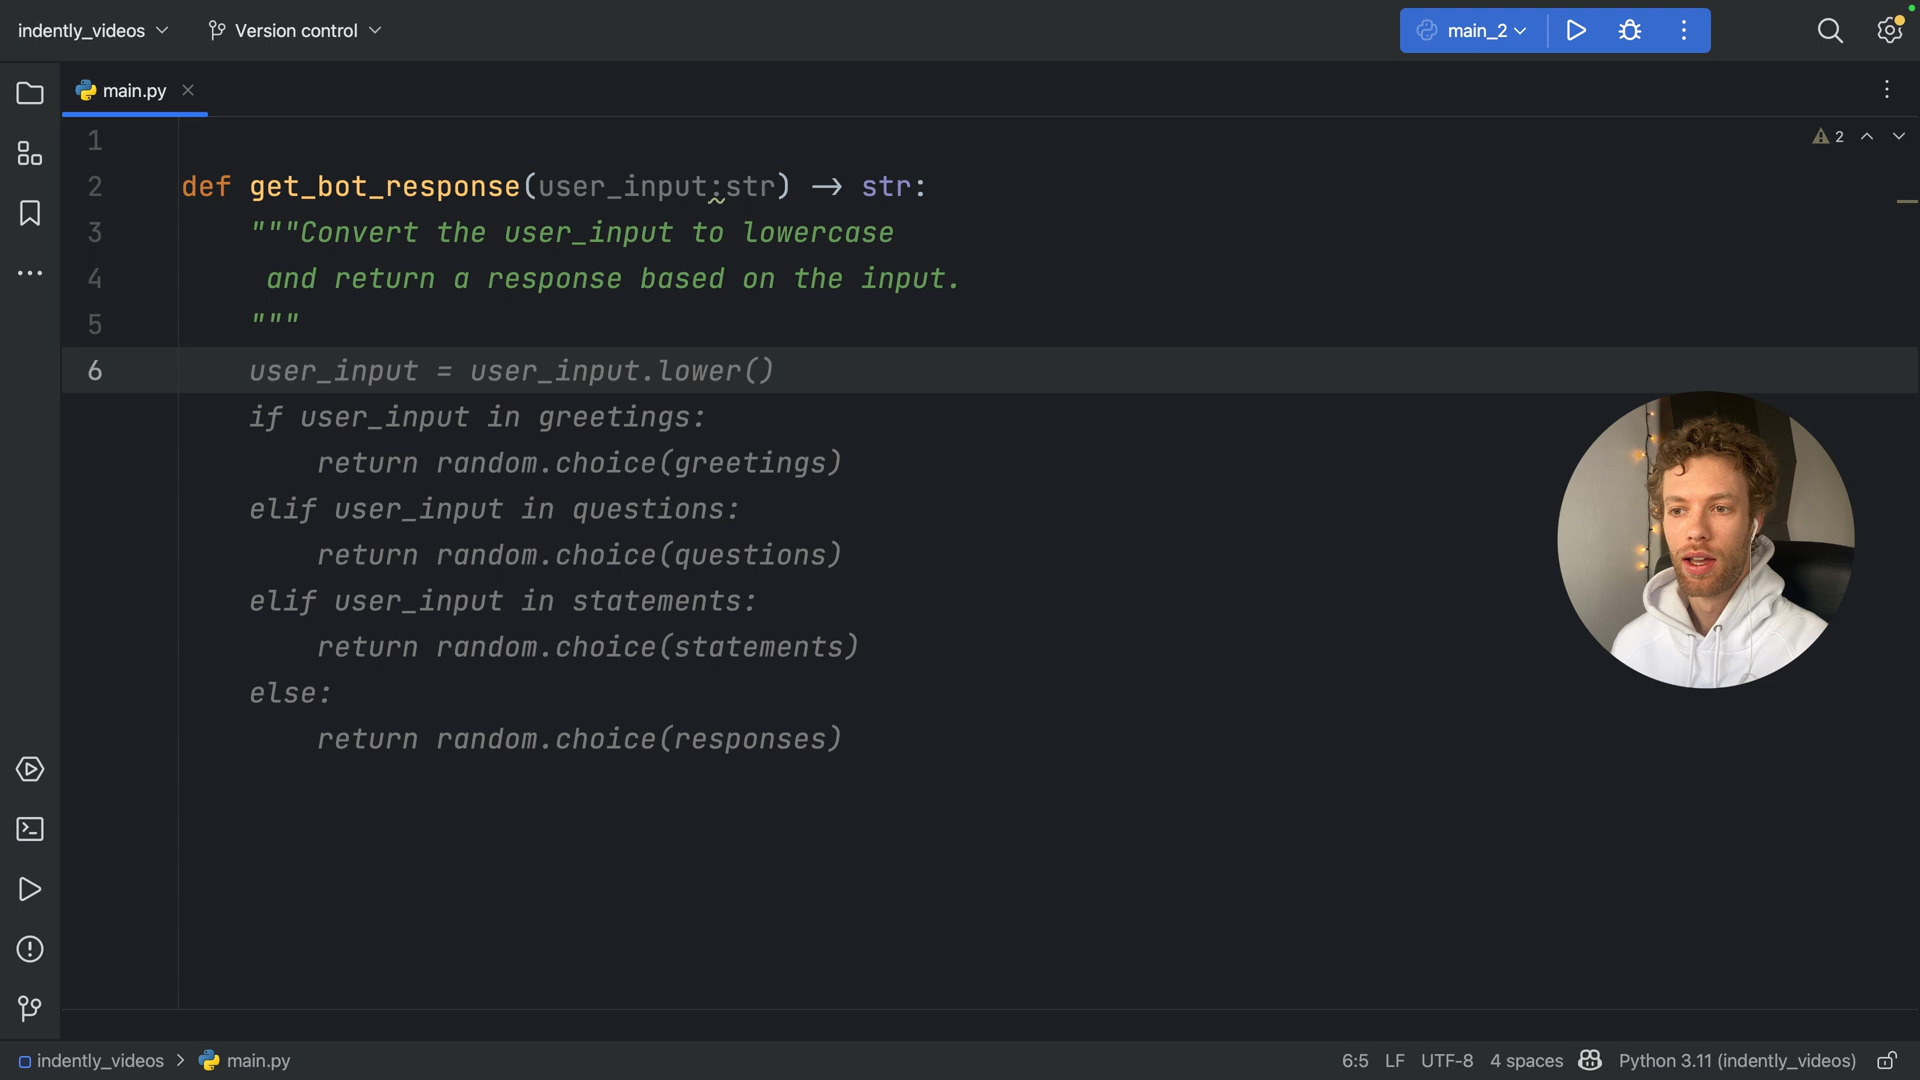 indently_videos
Version control
main_2
main.py
2
1
2 def get_bot_response(user_input:str) → str:
3 """Convert the user_input to lowercase
4 and return a response based on the input.
5 """
6 user_input = user_input.lower()
if user_input in greetings:
return random.choice(greetings)
elif user_input in questions:
return random.choice(questions)
elif user_input in statements:
return random.choice(statements)
else:
return random.choice(responses)
indently_videos > main.py
6:5 LF UTF-8 4 spaces Python 3.11 (indently_videos)